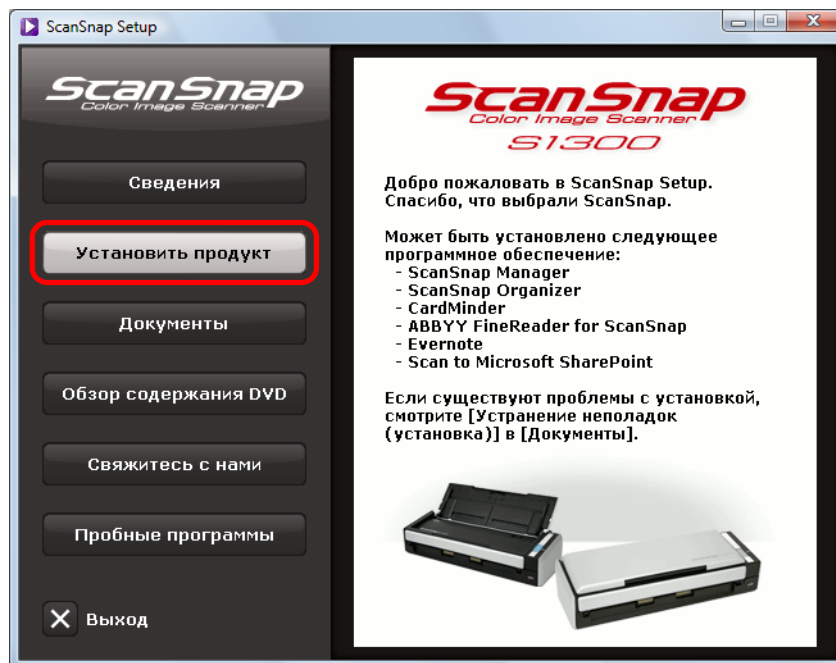 ScanSnap Setup
ScanSnap
Color Image Scanner
Сведения
Установить продукт
Документы
Обзор содержания DVD
Свяжитесь с нами
Пробные программы
Выход
ScanSnap
Color Image Scanner
S1300
Добро пожаловать в ScanSnap Setup.
Спасибо, что выбрали ScanSnap.
Может быть установлено следующее
программное обеспечение:
- ScanSnap Manager
- ScanSnap Organizer
- CardMinder
- ABBYY FineReader for ScanSnap
- Evernote
- Scan to Microsoft SharePoint
Если существуют проблемы с установкой,
смотрите [Устранение неполадок
(установка)] в [Документы].